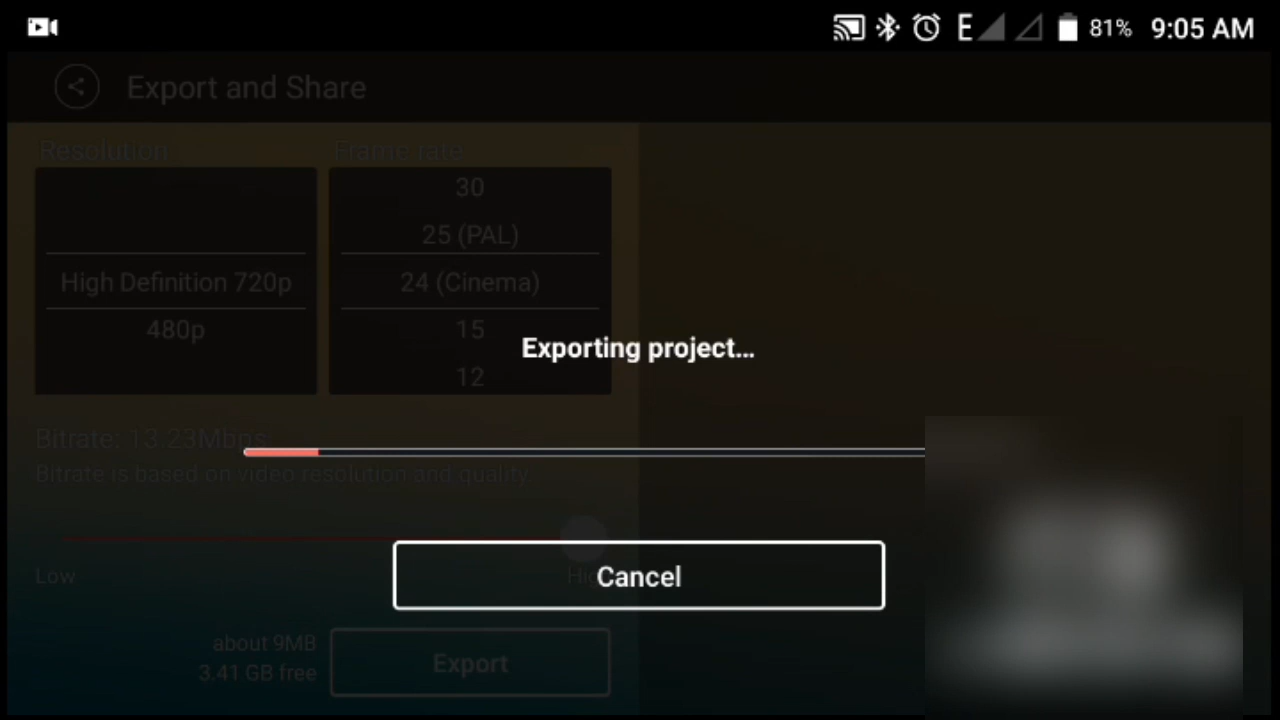 E 81% 9:05 AM
Export and Share
Resolution Frame rate
30
25 (PAL)
High Definition 720p 24 (Cinema)
480p 15
12
Exporting project...
Bitrate: 13.23Mbps
Bitrate is based on video resolution and quality.
Low
Cancel
about 9MB
3.41 GB free
Export